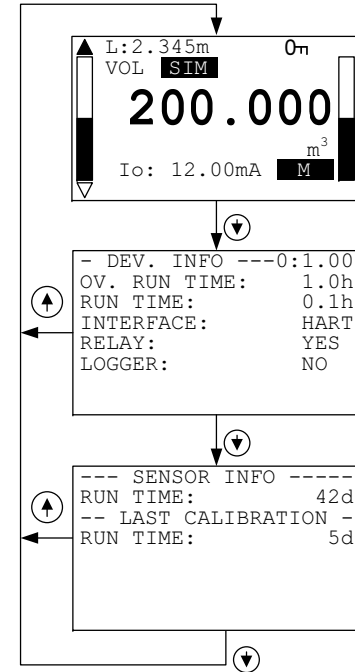 L:2.345m
VOL SIM
200.000
m³
Io: 12.00mA M
- DEV. INFO ---0:1.00
OV. RUN TIME: 1.0h
RUN TIME: 0.1h
INTERFACE: HART
RELAY: YES
LOGGER: NO
--- SENSOR INFO -----
RUN TIME: 42d
-- LAST CALIBRATION -
RUN TIME: 5d